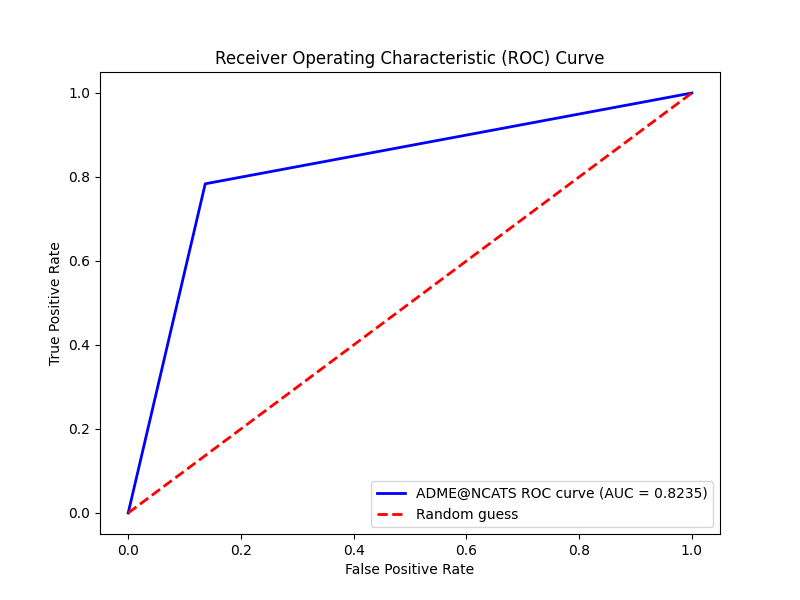 Receiver Operating Characteristic (ROC) Curve
1.0
0.8
0.6
0.4
0.2
0.0
True Positive Rate
ADME@NCATS ROC curve (AUC = 0.8235)
Random guess
0.0 0.2 0.4 0.6 0.8 1.0
False Positive Rate